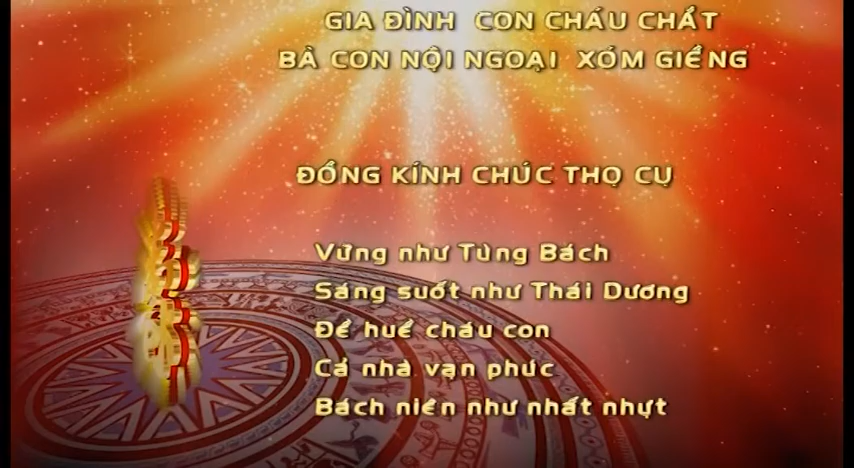 GIA ĐÌNH CON CHÁU CHẮT
BÀ CON NỘI NGOẠI XÓM GIỀNG
ĐỒNG KÍNH CHÚC THỌ CỤ
Vững như Tùng Bách
Sáng suốt như Thái Dương
Để huể cháu con
Cả nhà vạn phúc
Bách niên như nhất nhựt